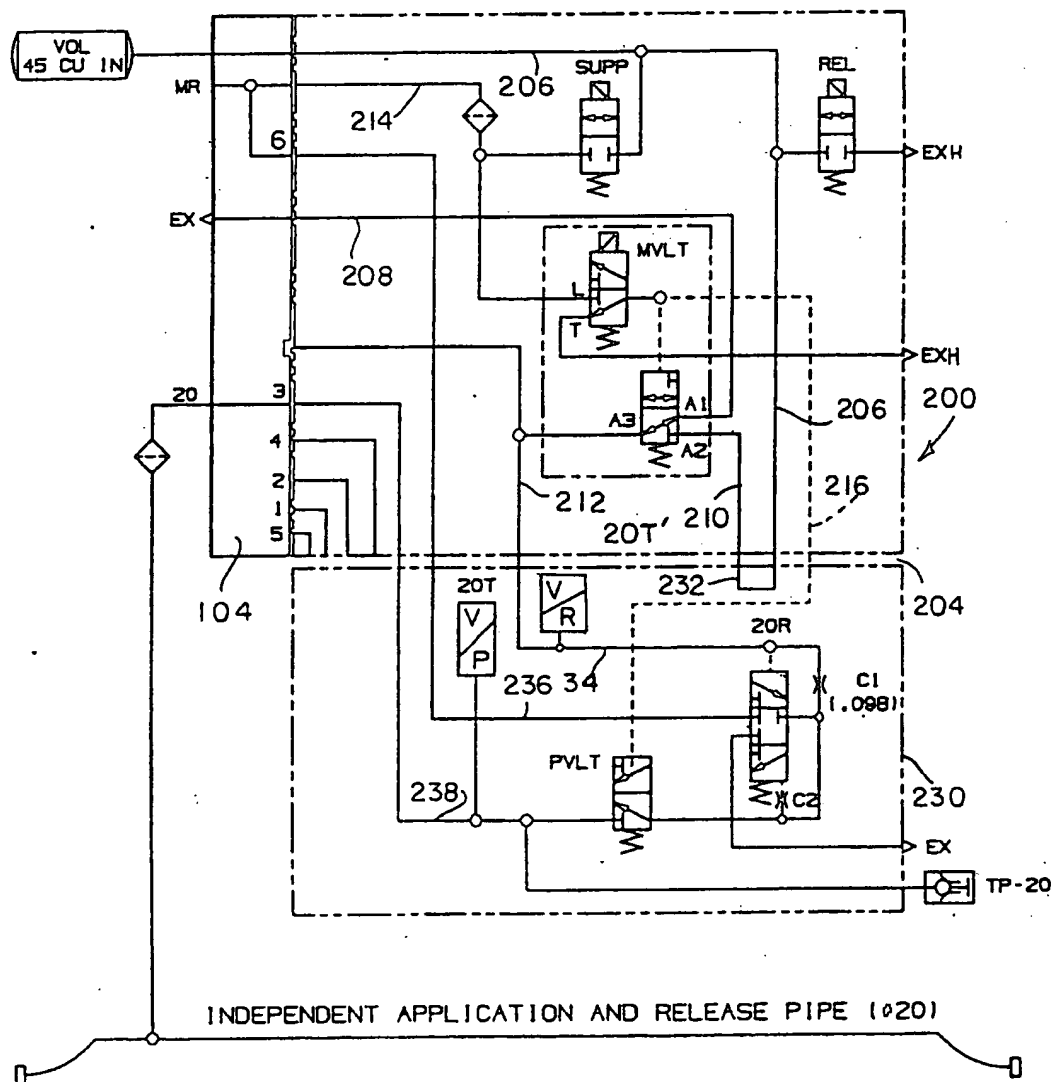 VOL
45 CU IN
206
SUPP
REL
MR
214
6
EXH
EX
208
MVLT
L
T
EXH
20
3
A3
A1
A2
206
200
4
2
1
5
212
20T'
210
216
104
20T
V
P
V
R
232
204
20R
236
34
C1
(.098)
PVLT
238
C2
230
EX
TP-20
INDEPENDENT APPLICATION AND RELEASE PIPE (#20)